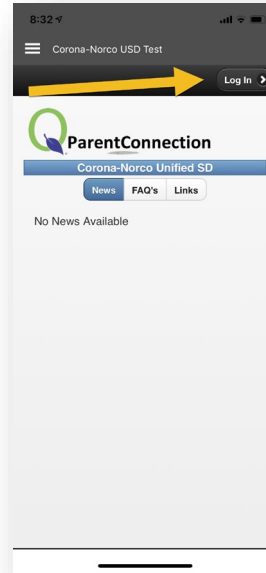 8:32
Corona-Norco USD Test
Log In
Q ParentConnection
Corona-Norco Unified SD
News FAQ's Links
No News Available